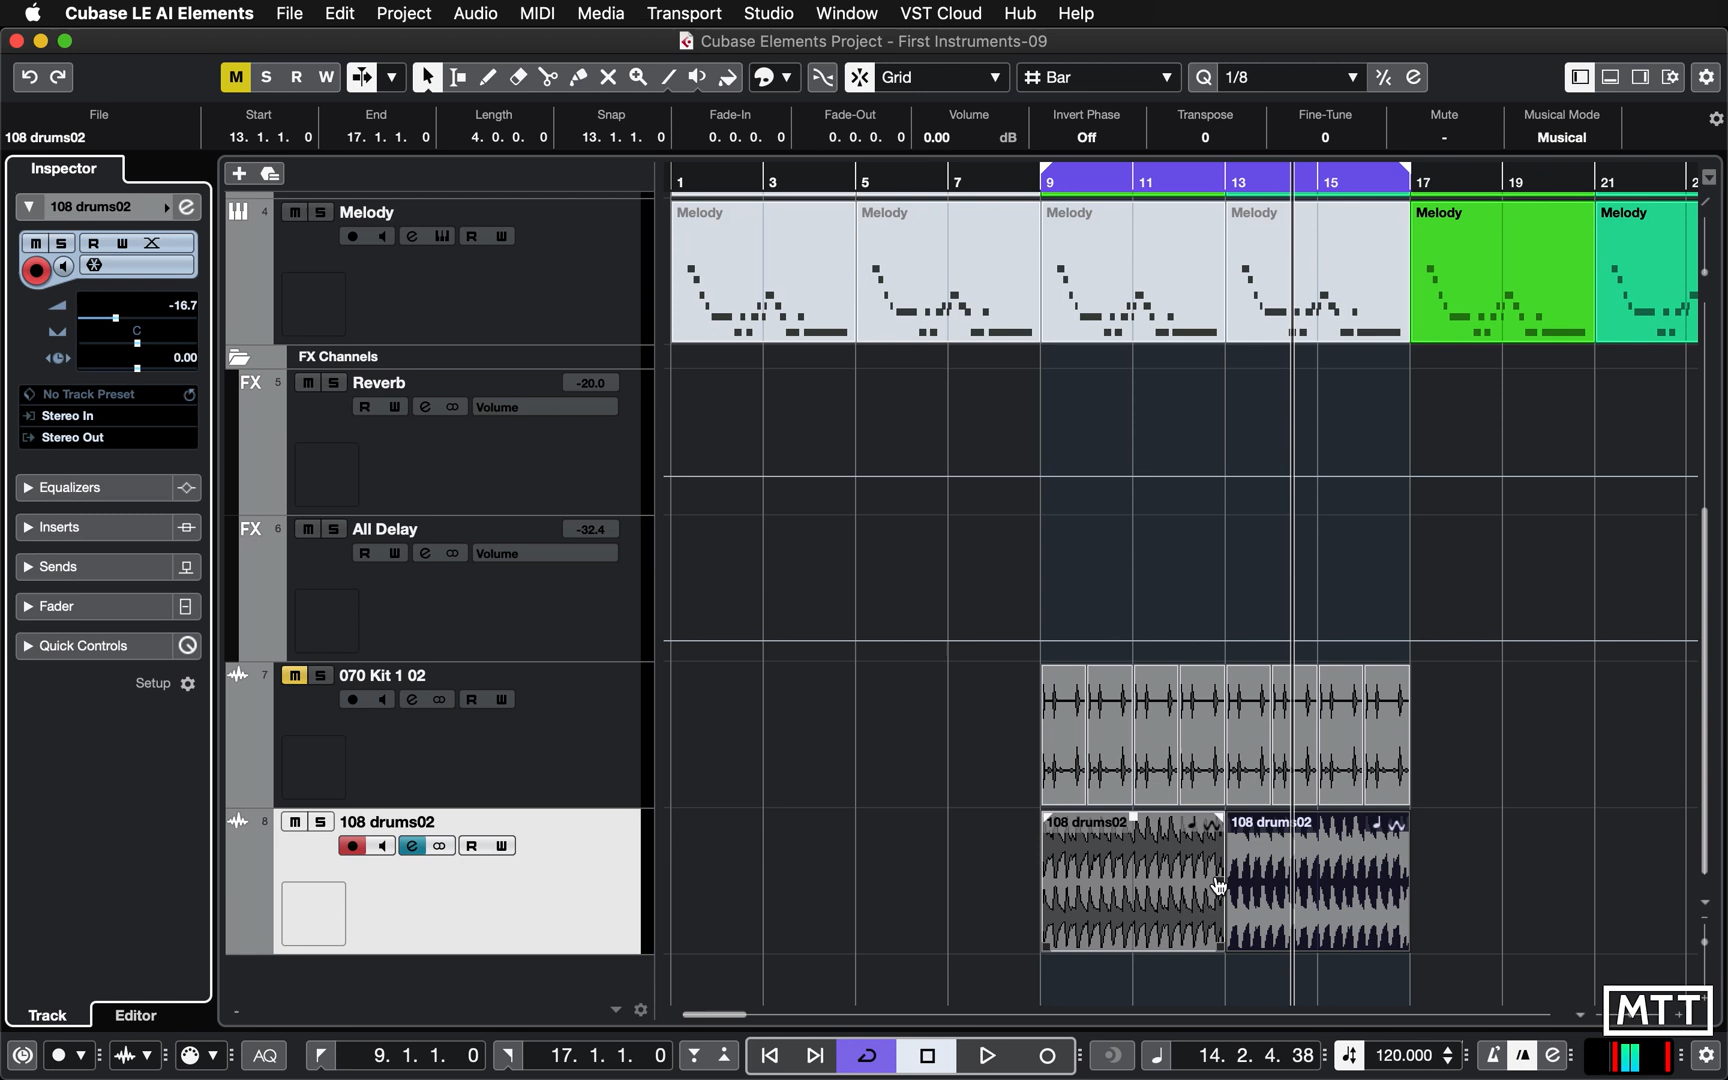 Cubase LE AI Elements File Edit Project Audio MIDI Media Transport Studio Window VST Cloud Hub Help
Cubase Elements Project - First Instruments-09
M S R W Grid Bar Q 1/8
File Start End Length Snap Fade-In Fade-Out Volume Invert Phase Transpose Fine-Tune Mute Musical Mode
108 drums02 13. 1. 1. 0 17. 1. 1. 0 4. 0. 0. 0 13. 1. 1. 0 0. 0. 0. 0 0. 0. 0. 0 0.00 dB Off 0 0 - Musical
Inspector
108 drums02
M S R W
-16.7
C
0.00
No Track Preset
Stereo In
Stereo Out
Equalizers
Inserts
Sends
Fader
Quick Controls
Setup
Track Editor
1 3 5 7 9 11 13 15 17 19 21 2
4 M S Melody
R W
Melody Melody Melody Melody Melody Melody
FX Channels
FX 5 M S Reverb -20.0
R W Volume
FX 6 M S All Delay -32.4
R W Volume
7 M S 070 Kit 1 02
R W
8 M S 108 drums02
R W
108 drums02 108 drums02
MTT
AQ 9. 1. 1. 0 17. 1. 1. 0 14. 2. 4. 38 120.000